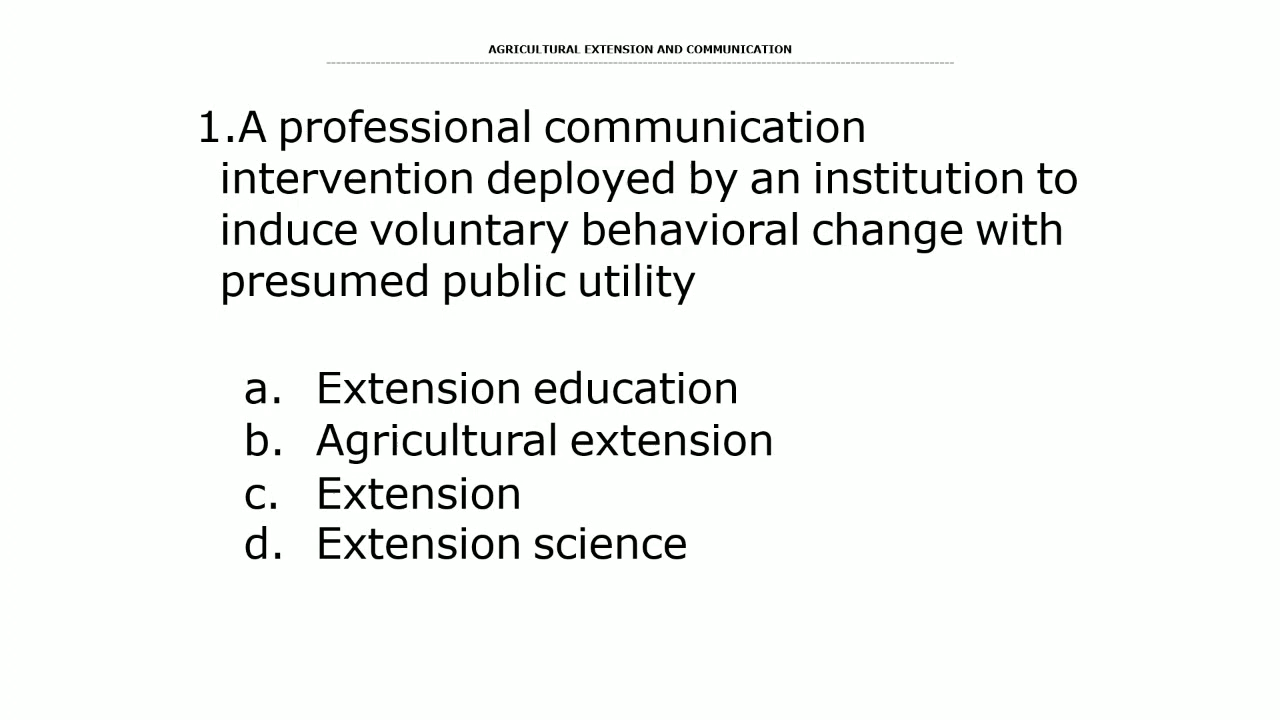 AGRICULTURAL EXTENSION AND COMMUNICATION
1.A professional communication
intervention deployed by an institution to
induce voluntary behavioral change with
presumed public utility
a. Extension education
b. Agricultural extension
c. Extension
d. Extension science